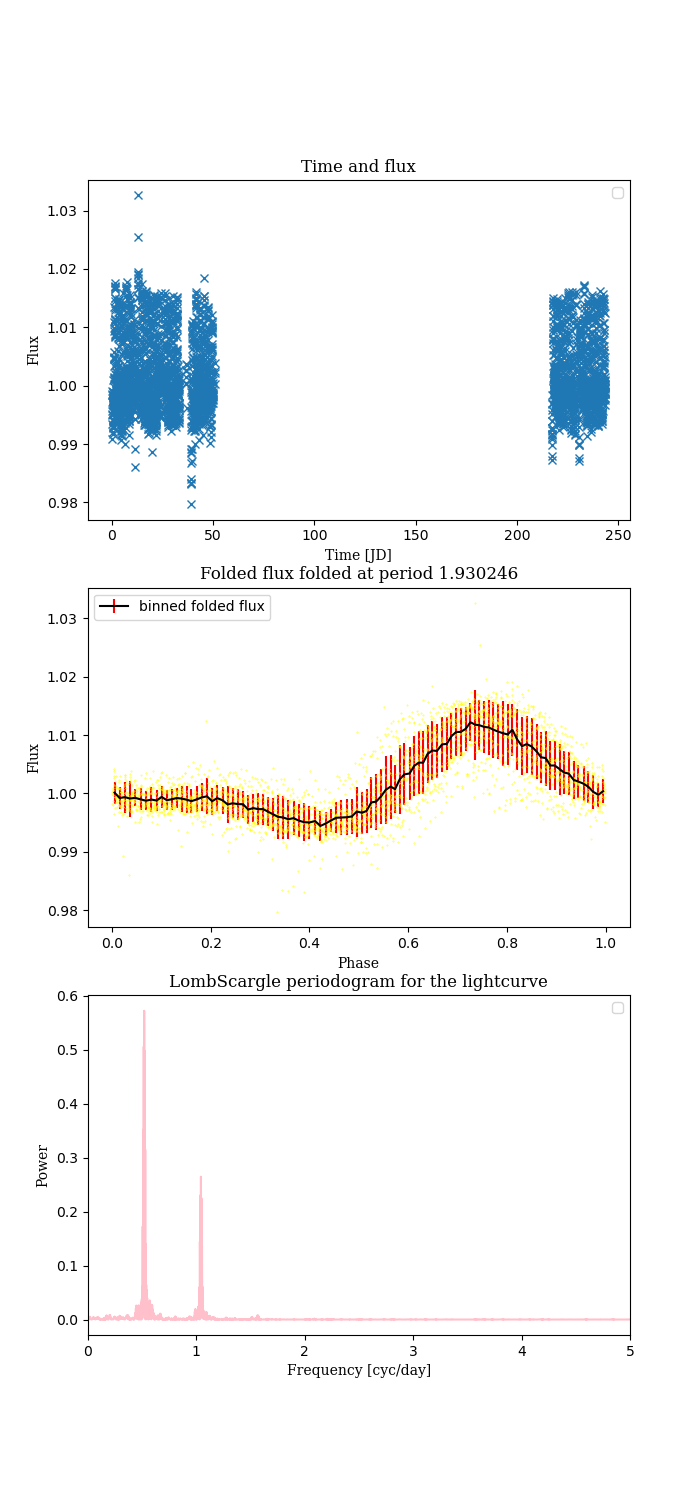 Time and flux
Flux
1.03
1.02
1.01
1.00
0.99
0.98
0 50 100 150 200 250
Time [JD]
Folded flux folded at period 1.930246
binned folded flux
Flux
1.03
1.02
1.01
1.00
0.99
0.98
0.0 0.2 0.4 0.6 0.8 1.0
Phase
LombScargle periodogram for the lightcurve
Power
0.6
0.5
0.4
0.3
0.2
0.1
0.0
0 1 2 3 4 5
Frequency [cyc/day]